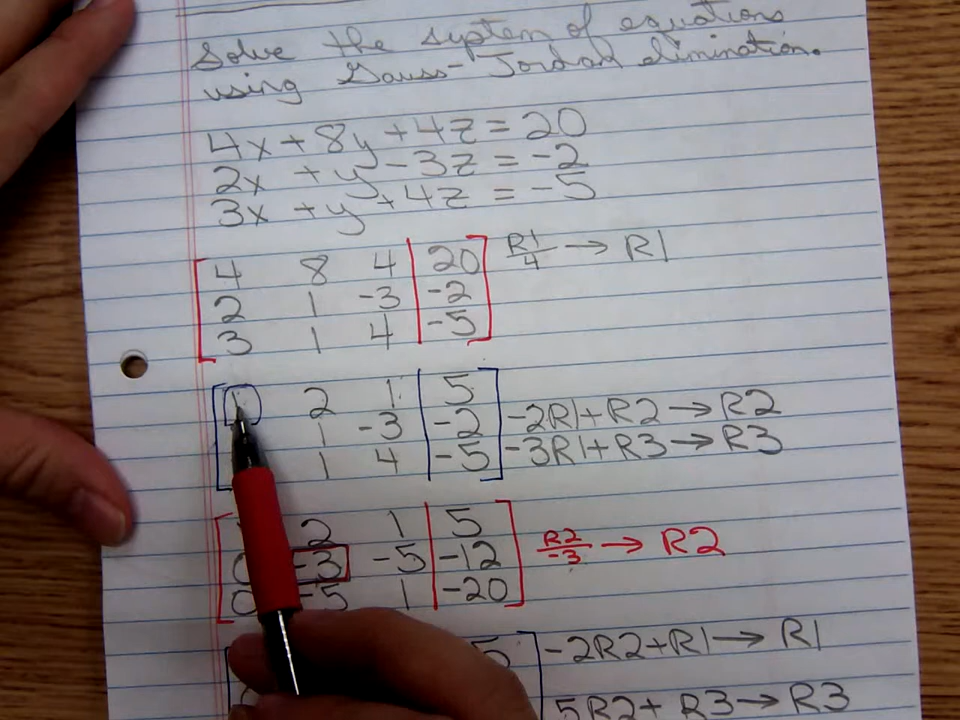 Solve the system of equations
using Gauss-Jordan elimination.
4x + 8y + 4z = 20
2x + y - 3z = -2
3x + y + 4z = -5
4 8 4 20 R1/4 → R1
2 1 -3 -2
3 1 4 -5
1 2 1 5
1 -3 -2 -2R1+R2 → R2
1 4 -5 -3R1+R3 → R3
2 1 5
0 -3 -5 -12 R2/-3 → R2
0 -5 1 -20
5 -2R2+R1 → R1
5R2+ R3 → R3